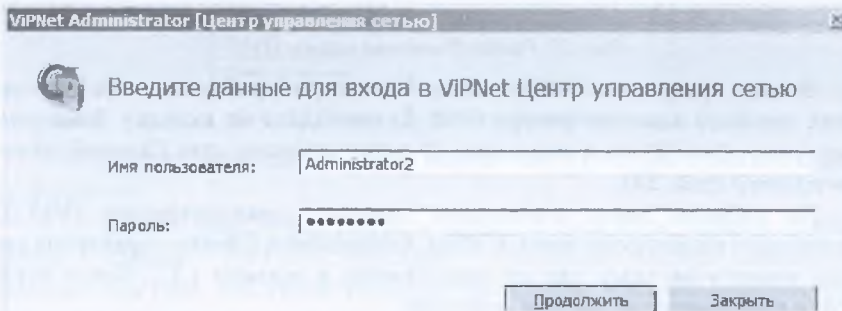 ViPNet Administrator [Центр управления сетью]
Введите данные для входа в ViPNet Центр управления сетью
Имя пользователя: Administrator2
Пароль: ••••••••
Продолжить Закрыть